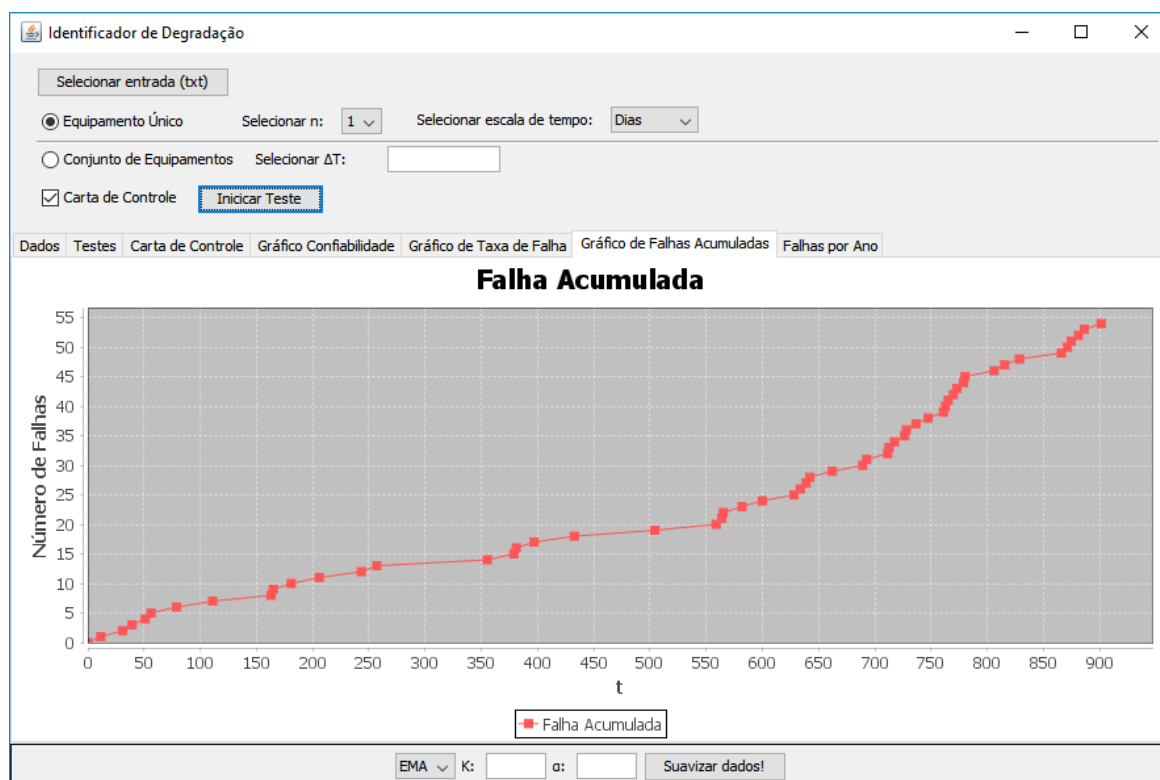 Identificador de Degradação
Selecionar entrada (txt)
Equipamento Único Selecionar n: 1 Selecionar escala de tempo: Dias
Conjunto de Equipamentos Selecionar ΔT:
Carta de Controle Inicicar Teste
Dados Testes Carta de Controle Gráfico Confiabilidade Gráfico de Taxa de Falha Gráfico de Falhas Acumuladas Falhas por Ano
Falha Acumulada
Número de Falhas
55
50
45
40
35
30
25
20
15
10
5
0
0 50 100 150 200 250 300 350 400 450 500 550 600 650 700 750 800 850 900
t
Falha Acumulada
EMA K: α: Suavizar dados!